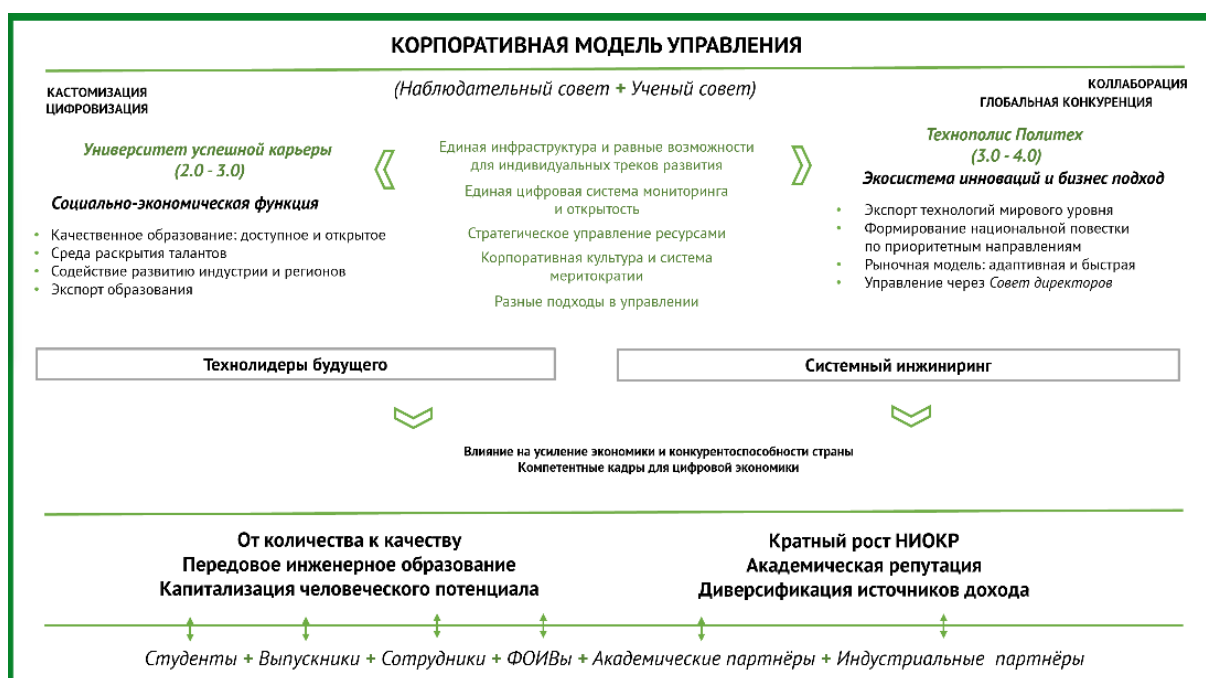 КОРПОРАТИВНАЯ МОДЕЛЬ УПРАВЛЕНИЯ
КАСТОМИЗАЦИЯ
ЦИФРОВИЗАЦИЯ
(Наблюдательный совет + Ученый совет)
КОЛЛАБОРАЦИЯ
ГЛОБАЛЬНАЯ КОНКУРЕНЦИЯ
Университет успешной карьеры
(2.0 - 3.0)
Социально-экономическая функция
• Качественное образование: доступное и открытое
• Среда раскрытия талантов
• Содействие развитию индустрии и регионов
• Экспорт образования
Единая инфраструктура и равные возможности
для индивидуальных треков развития
Единая цифровая система мониторинга
и открытость
Стратегическое управление ресурсами
Корпоративная культура и система
меритократии
Разные подходы в управлении
Технополис Политех
(3.0 - 4.0)
Экосистема инноваций и бизнес подход
• Экспорт технологий мирового уровня
• Формирование национальной повестки
по приоритетным направлениям
• Рыночная модель: адаптивная и быстрая
• Управление через Совет директоров
Технолидеры будущего
Системный инжиниринг
Влияние на усиление экономики и конкурентоспособности страны
Компетентные кадры для цифровой экономики
От количества к качеству
Передовое инженерное образование
Капитализация человеческого потенциала
Кратный рост НИОКР
Академическая репутация
Диверсификация источников дохода
Студенты + Выпускники + Сотрудники + ФОИВы + Академические партнёры + Индустриальные партнёры